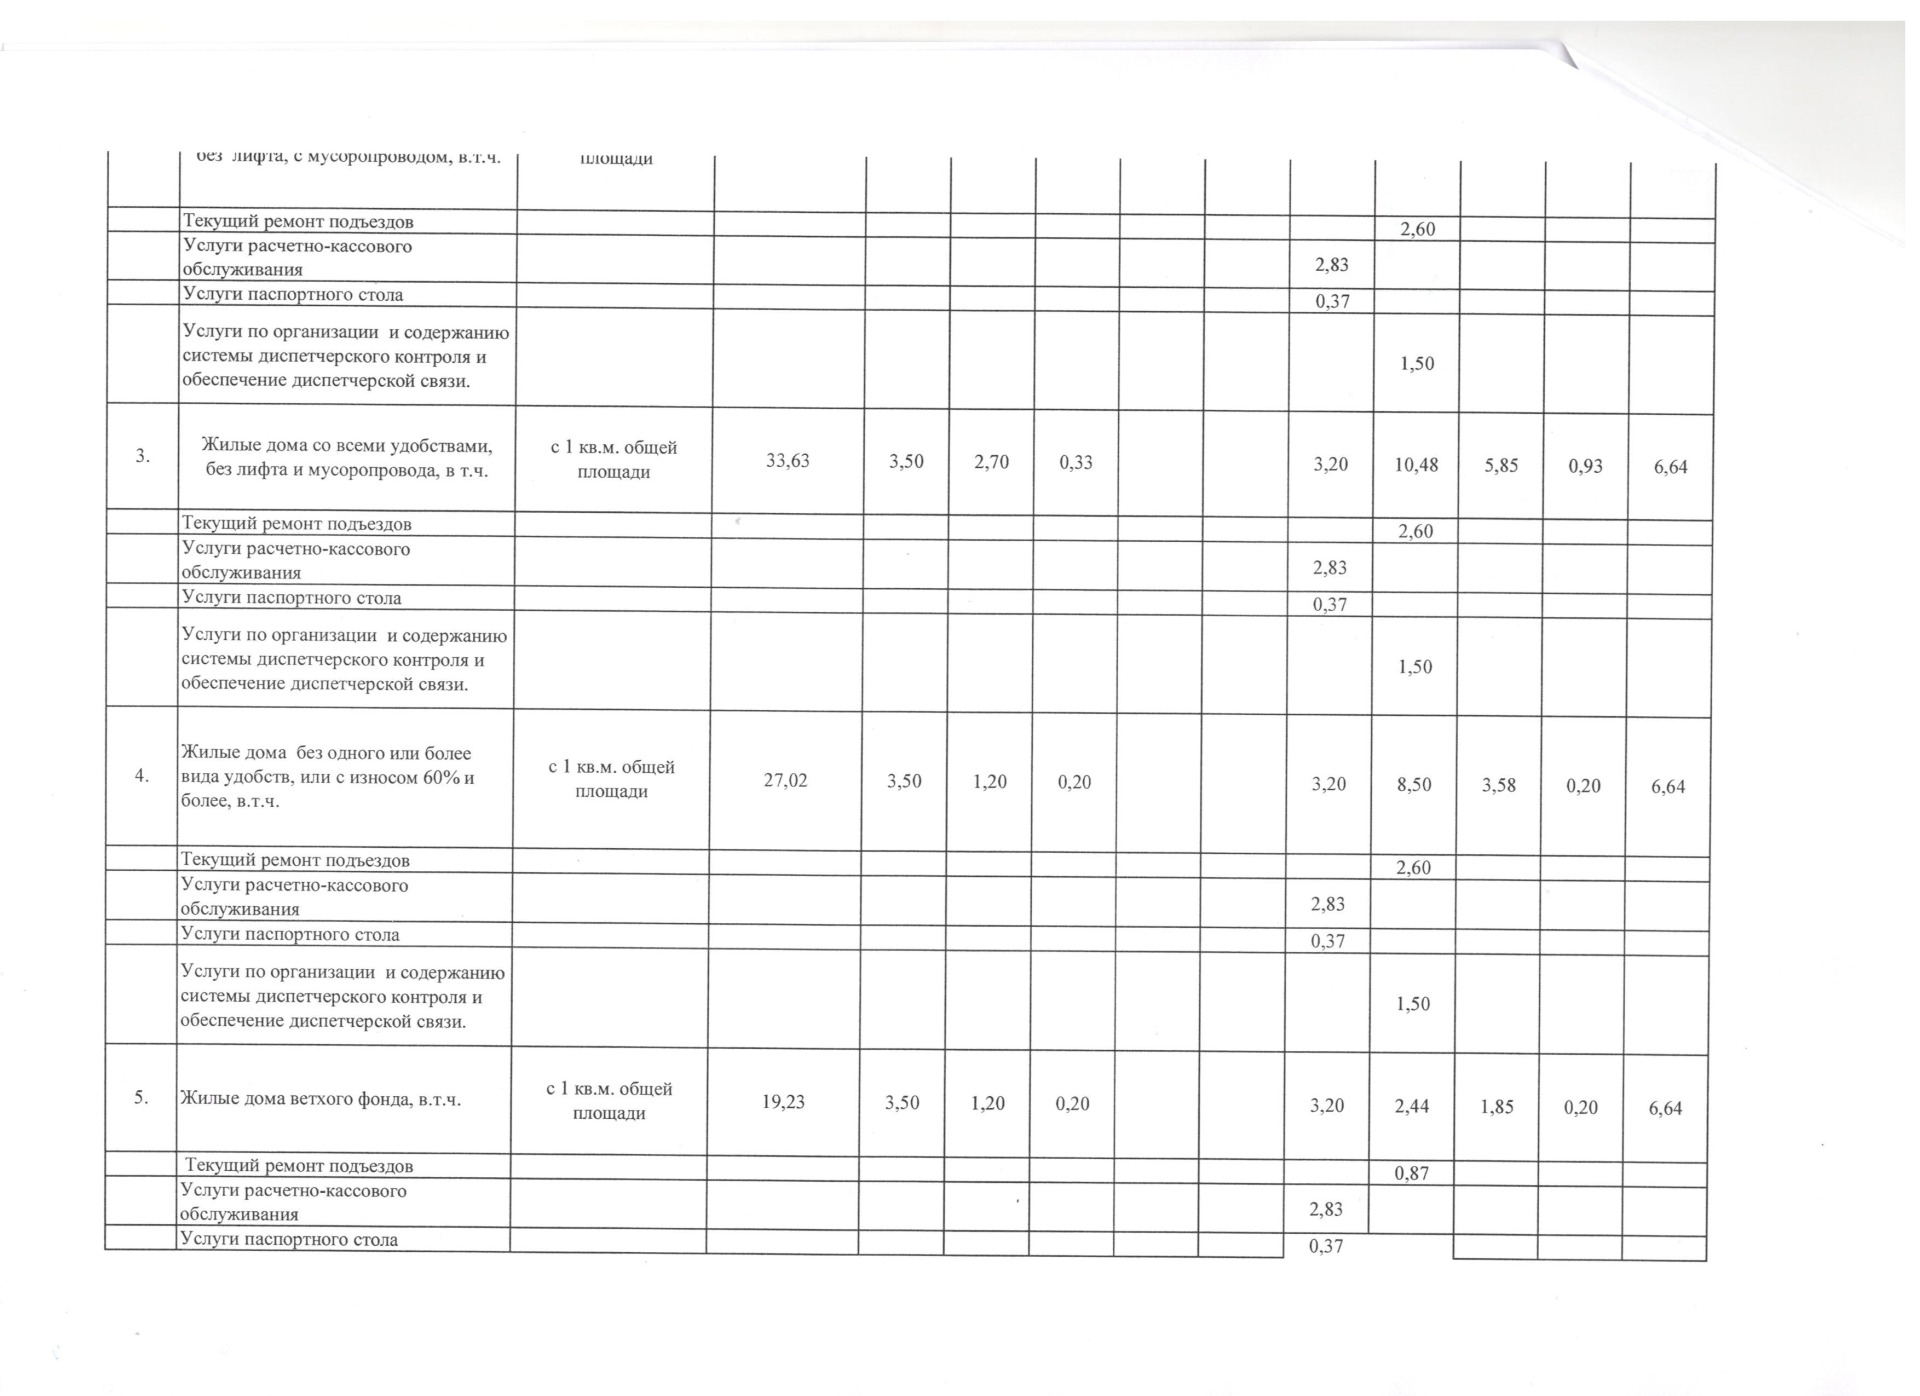 без лифта, с мусоропроводом, в.т.ч. площади
Текущий ремонт подъездов 2,60
Услуги расчетно-кассового
обслуживания 2,83
Услуги паспортного стола 0,37
Услуги по организации и содержанию
системы диспетчерского контроля и 1,50
обеспечение диспетчерской связи.
3. Жилые дома со всеми удобствами, с 1 кв.м. общей 33,63 3,50 2,70 0,33 3,20 10,48 5,85 0,93 6,64
без лифта и мусоропровода, в т.ч. площади
Текущий ремонт подъездов 2,60
Услуги расчетно-кассового
обслуживания 2,83
Услуги паспортного стола 0,37
Услуги по организации и содержанию
системы диспетчерского контроля и 1,50
обеспечение диспетчерской связи.
Жилые дома без одного или более
4. вида удобств, или с износом 60% и с 1 кв.м. общей 27,02 3,50 1,20 0,20 3,20 8,50 3,58 0,20 6,64
более, в.т.ч. площади
Текущий ремонт подъездов 2,60
Услуги расчетно-кассового
обслуживания 2,83
Услуги паспортного стола 0,37
Услуги по организации и содержанию
системы диспетчерского контроля и 1,50
обеспечение диспетчерской связи.
5. Жилые дома ветхого фонда, в.т.ч. с 1 кв.м. общей 19,23 3,50 1,20 0,20 3,20 2,44 1,85 0,20 6,64
площади
Текущий ремонт подъездов 0,87
Услуги расчетно-кассового
обслуживания 2,83
Услуги паспортного стола 0,37